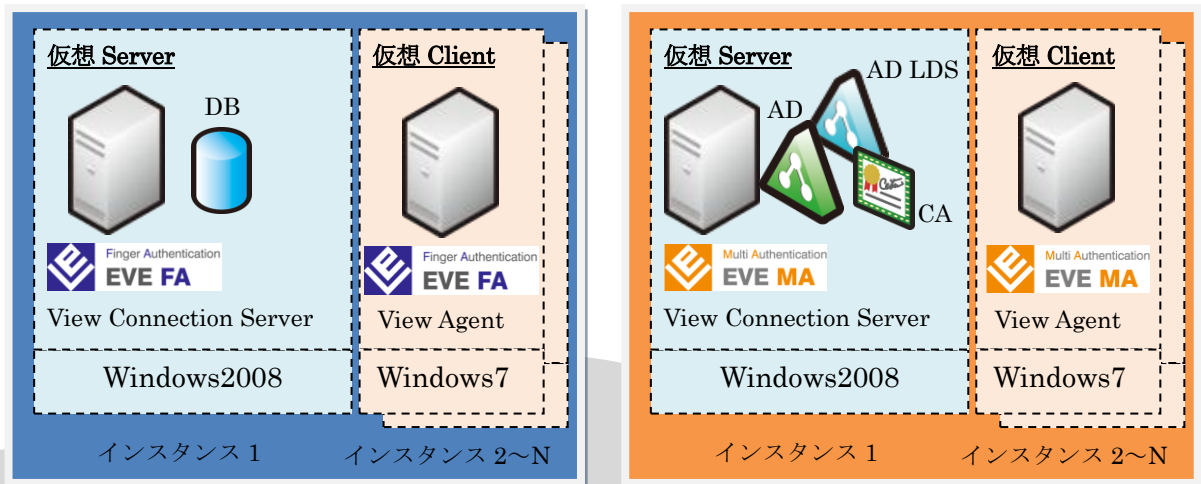 仮想 Server
DB
Finger Authentication
EVE FA
View Connection Server
Windows2008
インスタンス 1
仮想 Client
Finger Authentication
EVE FA
View Agent
Windows7
インスタンス 2～N
仮想 Server
AD LDS
AD
CA
Multi Authentication
EVE MA
View Connection Server
Windows2008
インスタンス 1
仮想 Client
Multi Authentication
EVE MA
View Agent
Windows7
インスタンス 2～N